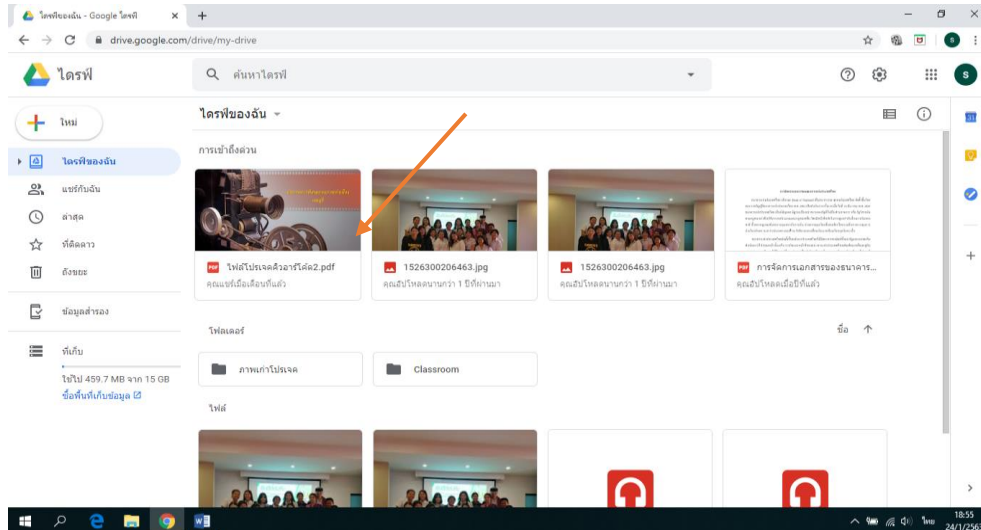 ไดรฟ์ของฉัน - Google ไดรฟ์
drive.google.com/drive/my-drive
ไดรฟ์
ค้นหาไดรฟ์
S
ใหม่
ไดรฟ์ของฉัน
แชร์กับฉัน
ล่าสุด
ที่ติดดาว
ถังขยะ
ข้อมูลสำรอง
ที่เก็บ
ใช้ไป 459.7 MB จาก 15 GB
ซื้อพื้นที่เก็บข้อมูล
ไดรฟ์ของฉัน
การเข้าถึงด่วน
PDF ไฟล์โปรเจคคิวอาร์โค้ด2.pdf
คุณแชร์เมื่อเดือนที่แล้ว
1526300206463.jpg
คุณอัปโหลดนานกว่า 1 ปีที่ผ่านมา
1526300206463.jpg
คุณอัปโหลดนานกว่า 1 ปีที่ผ่านมา
PDF การจัดการเอกสารของธนาคาร...
คุณอัปโหลดเมื่อปีที่แล้ว
โฟลเดอร์
ชื่อ
ภาพเก่าโปรเจค
Classroom
ไฟล์
31
ไทย
18:55
24/1/256